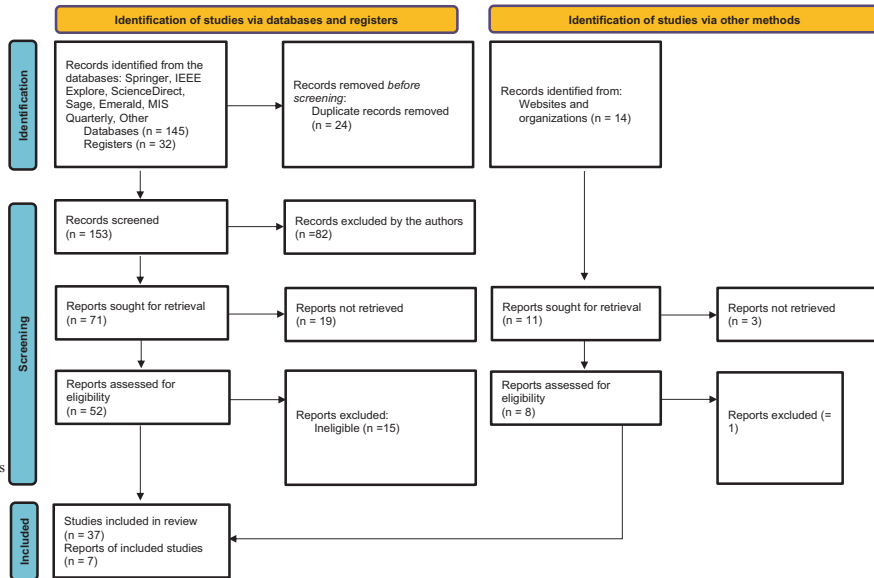 Identification of studies via databases and registers
Identification of studies via other methods
Identification
Records identified from the
databases: Springer, IEEE
Explore, ScienceDirect,
Sage, Emerald, MIS
Quarterly, Other
Databases (n = 145)
Registers (n = 32)
Records removed before
screening:
Duplicate records removed
(n = 24)
Records identified from:
Websites and
organizations (n = 14)
Screening
Records screened
(n = 153)
Records excluded by the authors
(n =82)
Reports sought for retrieval
(n = 71)
Reports not retrieved
(n = 19)
Reports sought for retrieval
(n = 11)
Reports not retrieved
(n = 3)
Reports assessed for
eligibility
(n = 52)
Reports excluded:
Ineligible (n =15)
Reports assessed for
eligibility
(n = 8)
Reports excluded (=
1)
s
Included
Studies included in review
(n = 37)
Reports of included studies
(n = 7)